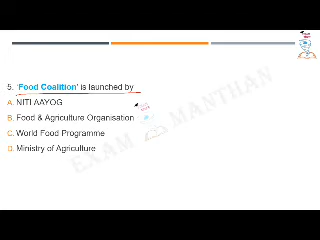 5. 'Food Coalition' is launched by
A. NITI AAYOG
B. Food & Agriculture Organisation
C. World Food Programme
D. Ministry of Agriculture
EXAM MANTHAN